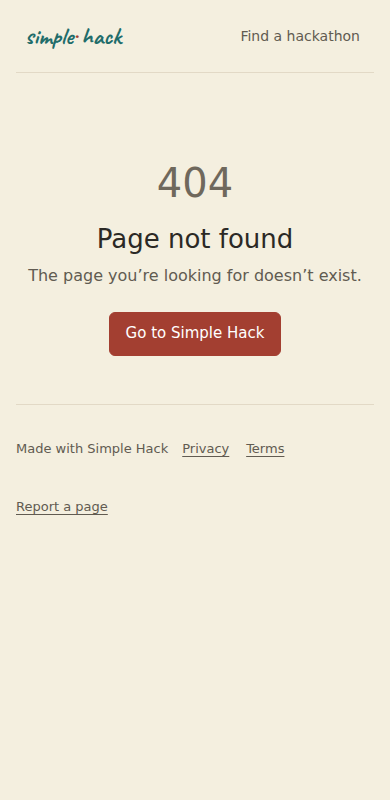 simple·hack
Find a hackathon
404
Page not found
The page you’re looking for doesn’t exist.
Go to Simple Hack
Made with Simple Hack Privacy Terms
Report a page